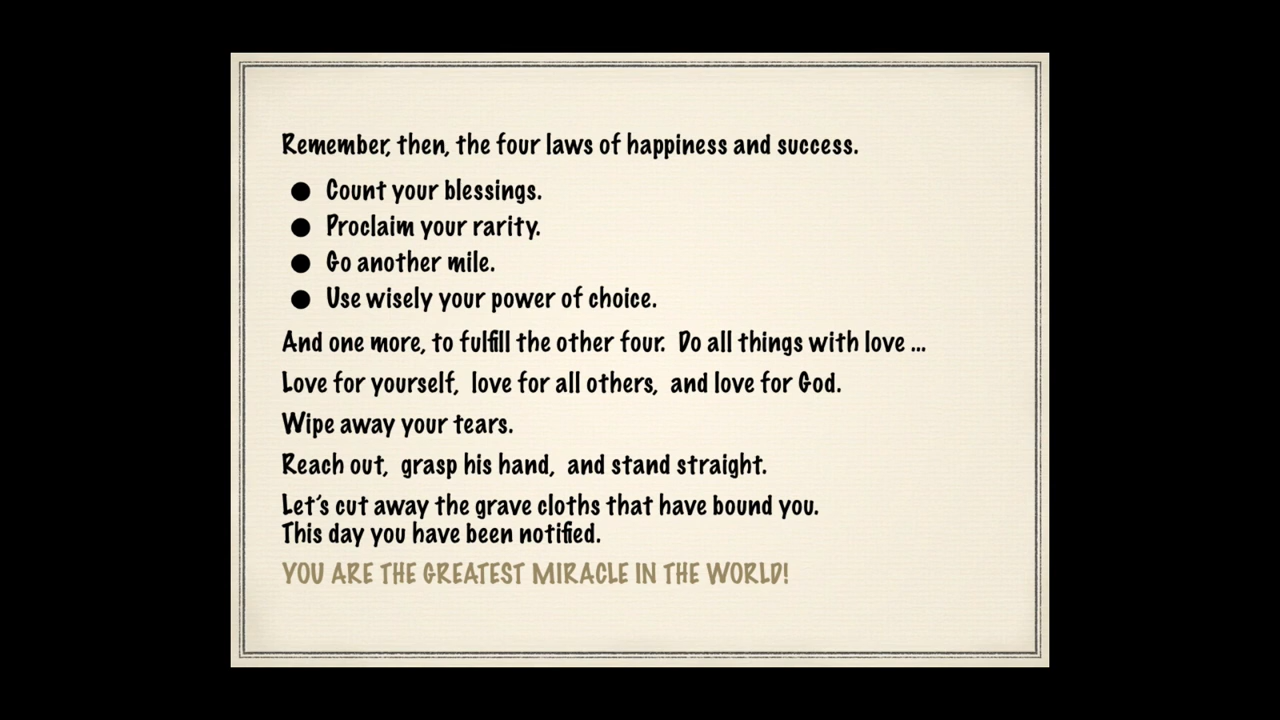 Remember, then, the four laws of happiness and success.
● Count your blessings.
● Proclaim your rarity.
● Go another mile.
● Use wisely your power of choice.
And one more, to fulfill the other four.  Do all things with love ...
Love for yourself,  love for all others,  and love for God.
Wipe away your tears.
Reach out,  grasp his hand,  and stand straight.
Let’s cut away the grave cloths that have bound you.
This day you have been notified.
YOU ARE THE GREATEST MIRACLE IN THE WORLD!